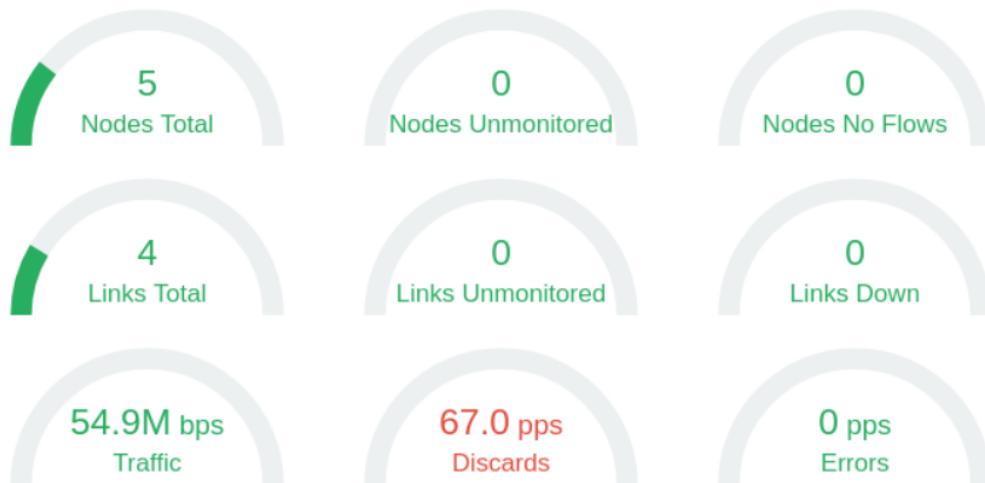 5
Nodes Total
0
Nodes Unmonitored
0
Nodes No Flows
4
Links Total
0
Links Unmonitored
0
Links Down
54.9M bps
Traffic
67.0 pps
Discards
0 pps
Errors